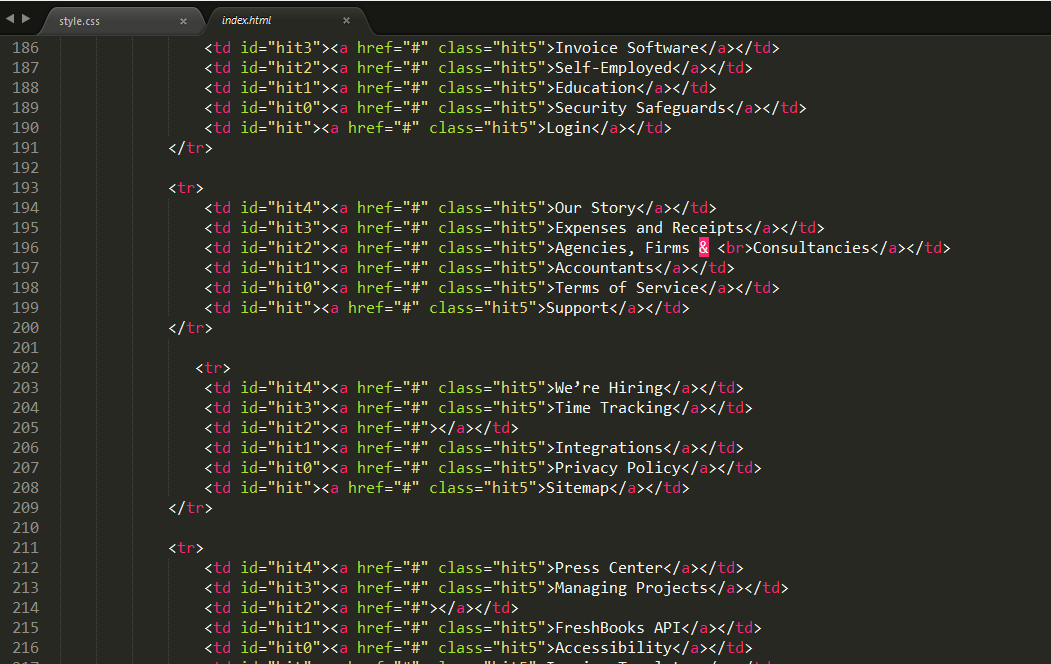 style.css × index.html ×
186 <td id="hit3"><a href="#" class="hit5">Invoice Software</a></td>
187 <td id="hit2"><a href="#" class="hit5">Self-Employed</a></td>
188 <td id="hit1"><a href="#" class="hit5">Education</a></td>
189 <td id="hit0"><a href="#" class="hit5">Security Safeguards</a></td>
190 <td id="hit"><a href="#" class="hit5">Login</a></td>
191 </tr>
192
193 <tr>
194 <td id="hit4"><a href="#" class="hit5">Our Story</a></td>
195 <td id="hit3"><a href="#" class="hit5">Expenses and Receipts</a></td>
196 <td id="hit2"><a href="#" class="hit5">Agencies, Firms & <br>Consultancies</a></td>
197 <td id="hit1"><a href="#" class="hit5">Accountants</a></td>
198 <td id="hit0"><a href="#" class="hit5">Terms of Service</a></td>
199 <td id="hit"><a href="#" class="hit5">Support</a></td>
200 </tr>
201
202 <tr>
203 <td id="hit4"><a href="#" class="hit5">We’re Hiring</a></td>
204 <td id="hit3"><a href="#" class="hit5">Time Tracking</a></td>
205 <td id="hit2"><a href="#"></a></td>
206 <td id="hit1"><a href="#" class="hit5">Integrations</a></td>
207 <td id="hit0"><a href="#" class="hit5">Privacy Policy</a></td>
208 <td id="hit"><a href="#" class="hit5">Sitemap</a></td>
209 </tr>
210
211 <tr>
212 <td id="hit4"><a href="#" class="hit5">Press Center</a></td>
213 <td id="hit3"><a href="#" class="hit5">Managing Projects</a></td>
214 <td id="hit2"><a href="#"></a></td>
215 <td id="hit1"><a href="#" class="hit5">FreshBooks API</a></td>
216 <td id="hit0"><a href="#" class="hit5">Accessibility</a></td>